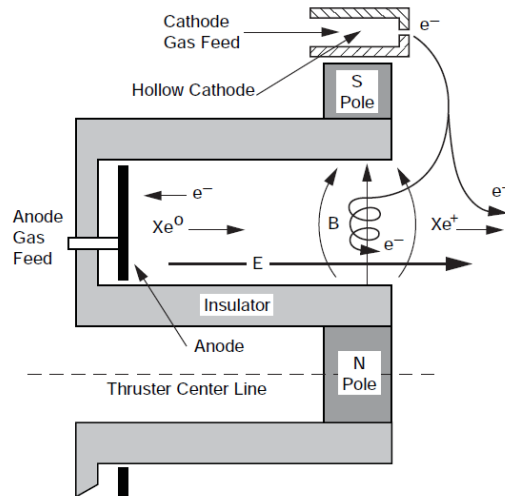 Cathode
Gas Feed
e⁻
Hollow Cathode
S
Pole
e⁻
e⁻
Anode
Gas
Feed
Xe⁰
B
Xe⁺
e⁻
E
Insulator
Anode
N
Pole
Thruster Center Line